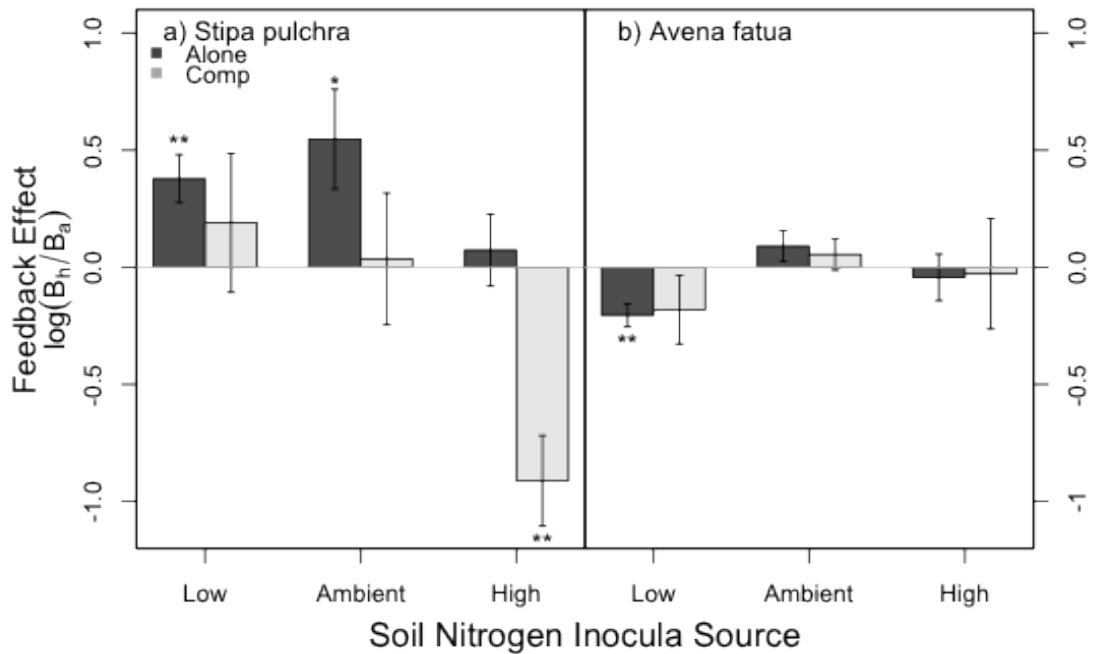 a) Stipa pulchra
Alone
Comp
b) Avena fatua
1.0
0.5
0.0
-0.5
-1.0
1.0
0.5
0.0
-0.5
-1
**
*
**
**
Feedback Effect
log(Bh/Ba)
Low Ambient High Low Ambient High
Soil Nitrogen Inocula Source